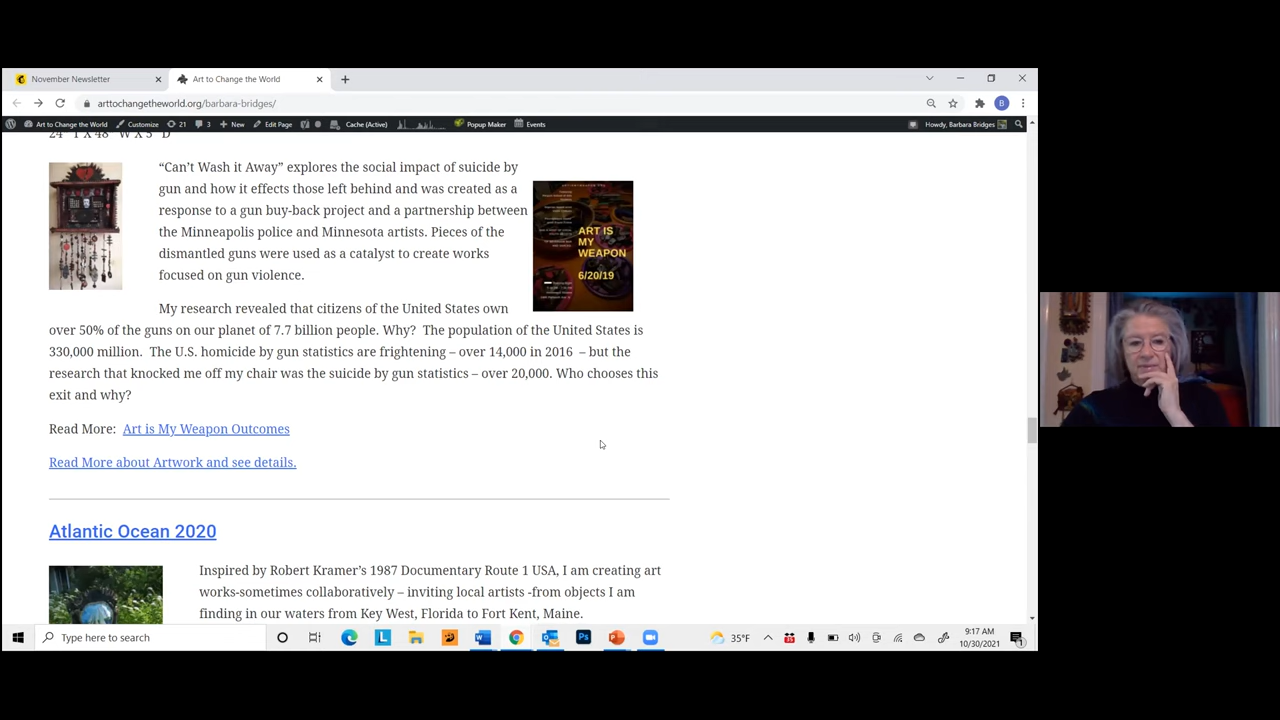 November Newsletter
Art to Change the World
arttochangetheworld.org/barbara-bridges/
B
Art to Change the World
Customize
21
3
New
Edit Page
Cache (Active)
Popup Maker
Events
Howdy, Barbara Bridges
“Can’t Wash it Away” explores the social impact of suicide by
gun and how it effects those left behind and was created as a
response to a gun buy-back project and a partnership between
the Minneapolis police and Minnesota artists. Pieces of the
dismantled guns were used as a catalyst to create works
focused on gun violence.
ART IS
MY
WEAPON
6/20/19
My research revealed that citizens of the United States own
over 50% of the guns on our planet of 7.7 billion people. Why?  The population of the United States is
330,000 million.  The U.S. homicide by gun statistics are frightening – over 14,000 in 2016  – but the
research that knocked me off my chair was the suicide by gun statistics – over 20,000. Who chooses this
exit and why?
Read More:  Art is My Weapon Outcomes
Read More about Artwork and see details.
Atlantic Ocean 2020
Inspired by Robert Kramer’s 1987 Documentary Route 1 USA, I am creating art
works-sometimes collaboratively – inviting local artists -from objects I am
finding in our waters from Key West, Florida to Fort Kent, Maine.
Type here to search
35°F
9:17 AM
10/30/2021